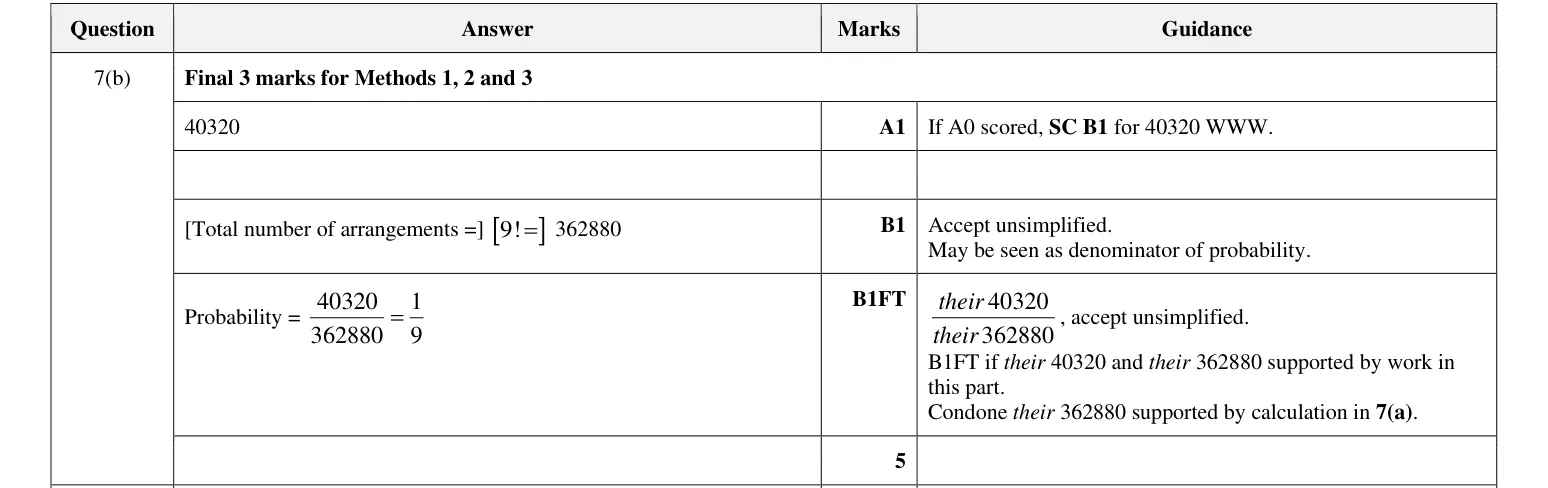 Question Answer Marks Guidance
7(b) Final 3 marks for Methods 1, 2 and 3
40320 A1 If A0 scored, SC B1 for 40320 WWW.
[Total number of arrangements =] [9!=] 362880 B1 Accept unsimplified.
May be seen as denominator of probability.
Probability = 40320/362880 = 1/9 B1FT their 40320/their 362880, accept unsimplified.
B1FT if their 40320 and their 362880 supported by work in
this part.
Condone their 362880 supported by calculation in 7(a).
5